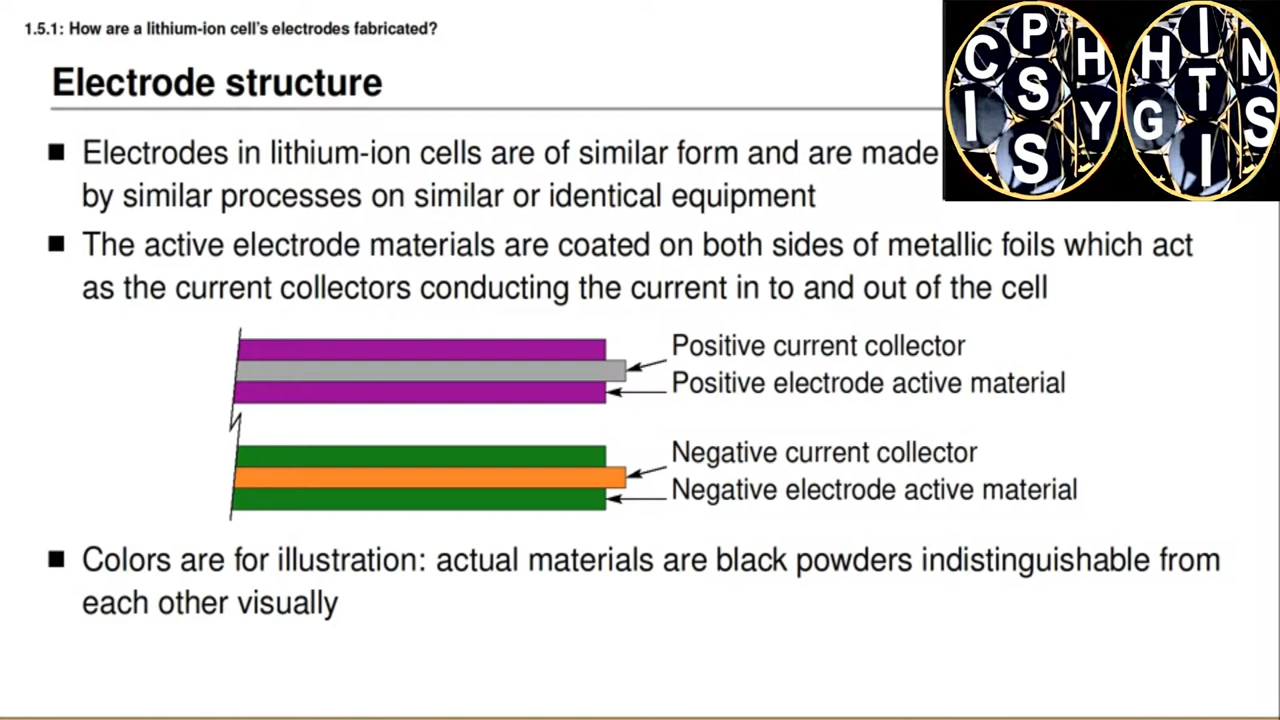 1.5.1: How are a lithium-ion cell's electrodes fabricated?
Electrode structure
P
C H
S
I Y
S
I
H N
T
G S
I
Electrodes in lithium-ion cells are of similar form and are made
by similar processes on similar or identical equipment
The active electrode materials are coated on both sides of metallic foils which act
as the current collectors conducting the current in to and out of the cell
Positive current collector
Positive electrode active material
Negative current collector
Negative electrode active material
Colors are for illustration: actual materials are black powders indistinguishable from
each other visually